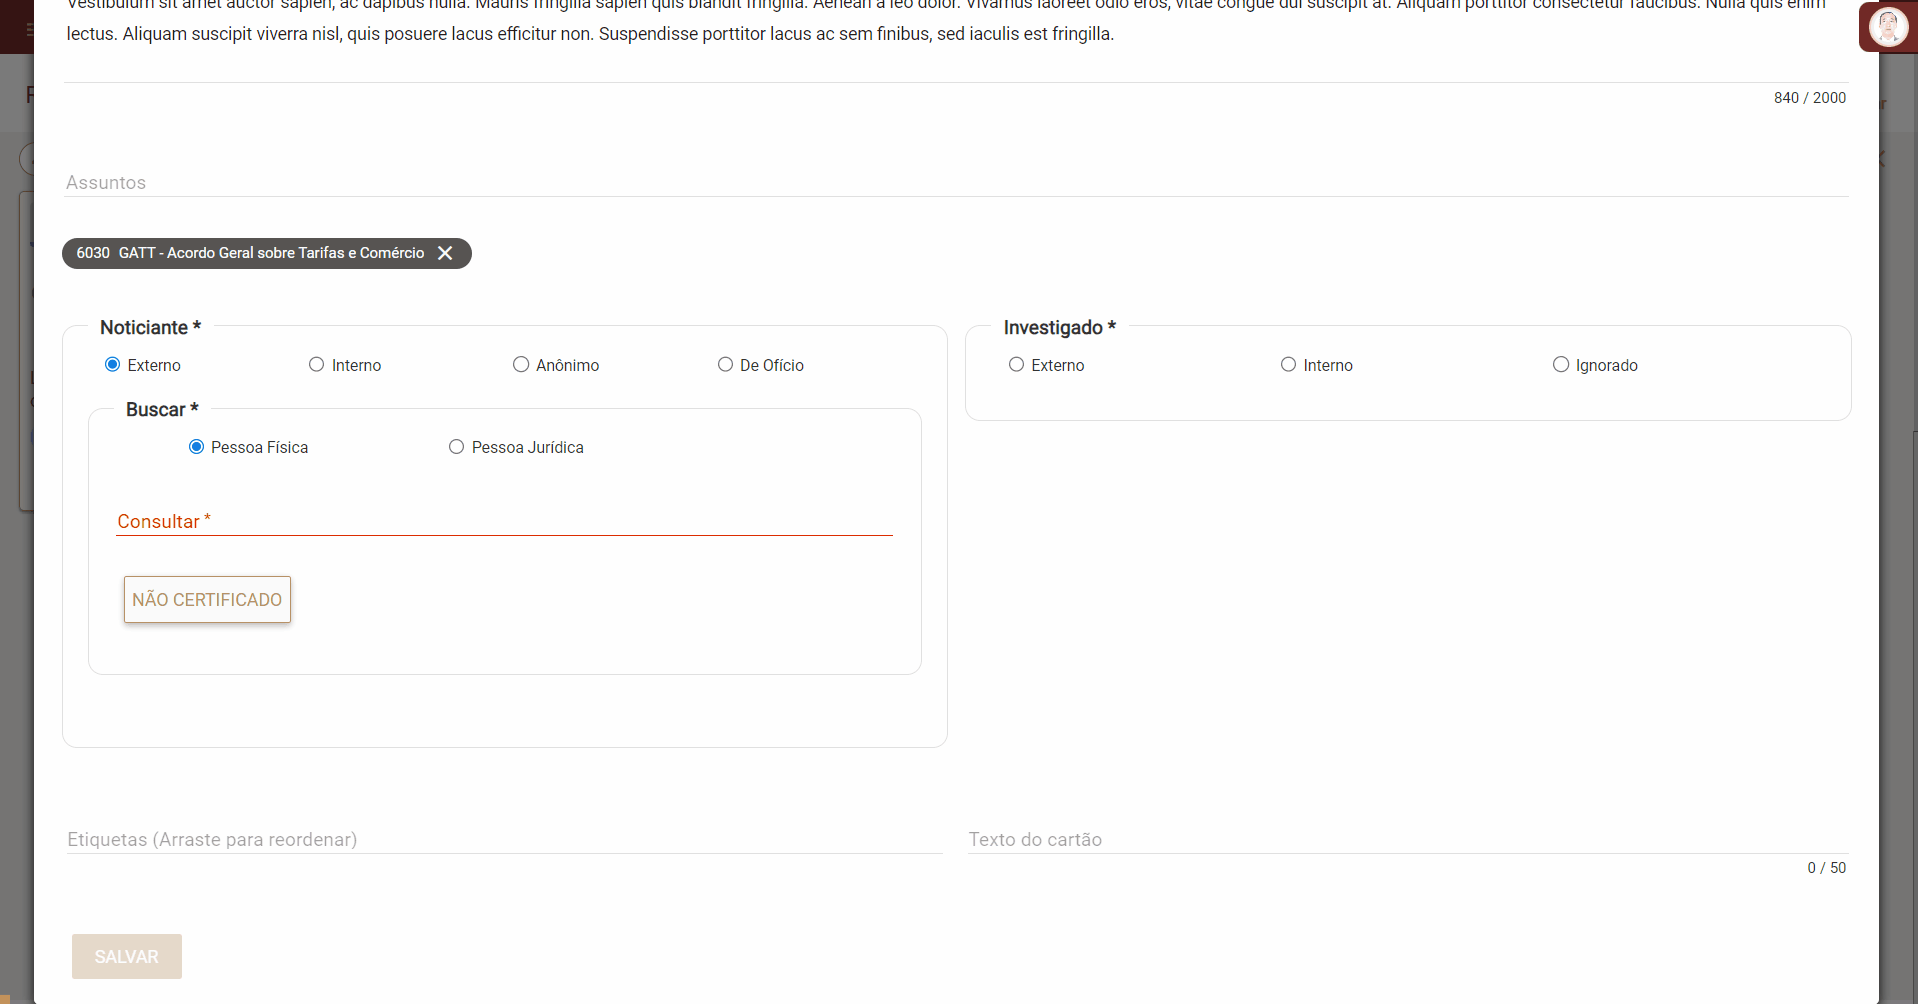 Vestibulum sit amet auctor sapien, ac dapibus nulla. Mauris fringilla sapien quis blandit fringilla. Aenean a leo dolor. Vivamus laoreet odio eros, vitae congue dui suscipit at. Aliquam porttitor consectetur faucibus. Nulla quis enim
lectus. Aliquam suscipit viverra nisl, quis posuere lacus efficitur non. Suspendisse porttitor lacus ac sem finibus, sed iaculis est fringilla.
840 / 2000
Assuntos
6030 GATT - Acordo Geral sobre Tarifas e Comércio
Noticiante *
Externo Interno Anônimo De Ofício
Buscar *
Pessoa Física Pessoa Jurídica
Consultar *
NÃO CERTIFICADO
Investigado *
Externo Interno Ignorado
Etiquetas (Arraste para reordenar)
Texto do cartão
0 / 50
SALVAR